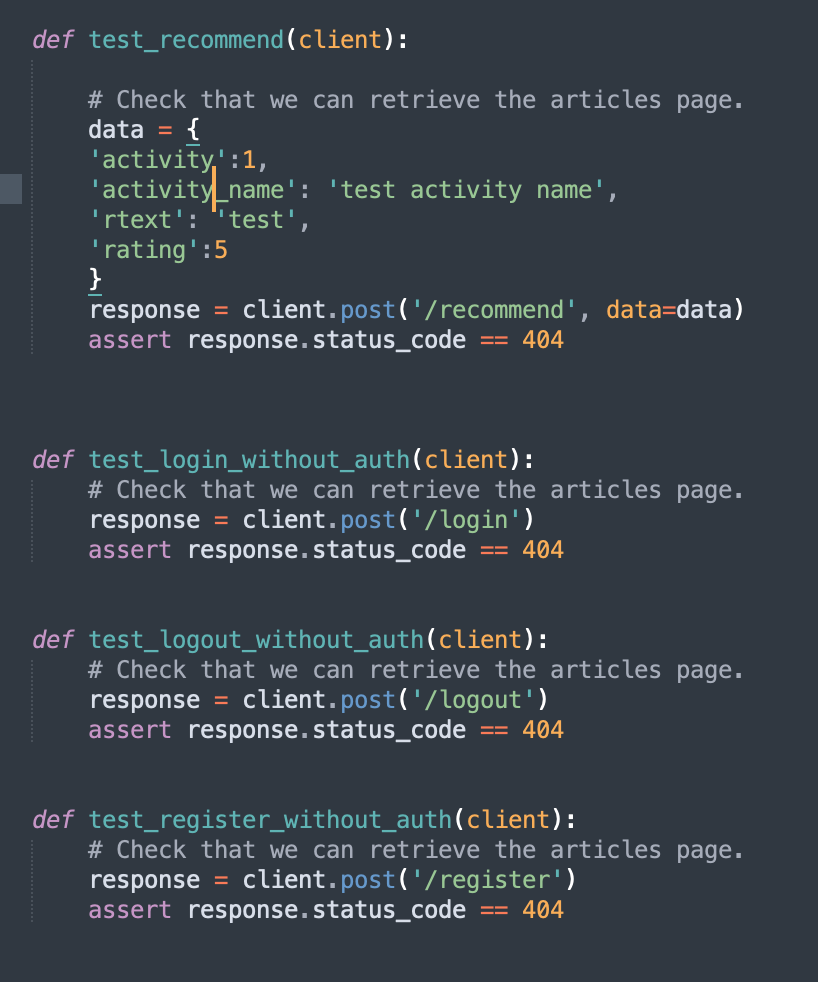 def test_recommend(client):
# Check that we can retrieve the articles page.
data = {
'activity':1,
'activity_name': 'test activity name',
'rtext': 'test',
'rating':5
}
response = client.post('/recommend', data=data)
assert response.status_code == 404
def test_login_without_auth(client):
# Check that we can retrieve the articles page.
response = client.post('/login')
assert response.status_code == 404
def test_logout_without_auth(client):
# Check that we can retrieve the articles page.
response = client.post('/logout')
assert response.status_code == 404
def test_register_without_auth(client):
# Check that we can retrieve the articles page.
response = client.post('/register')
assert response.status_code == 404